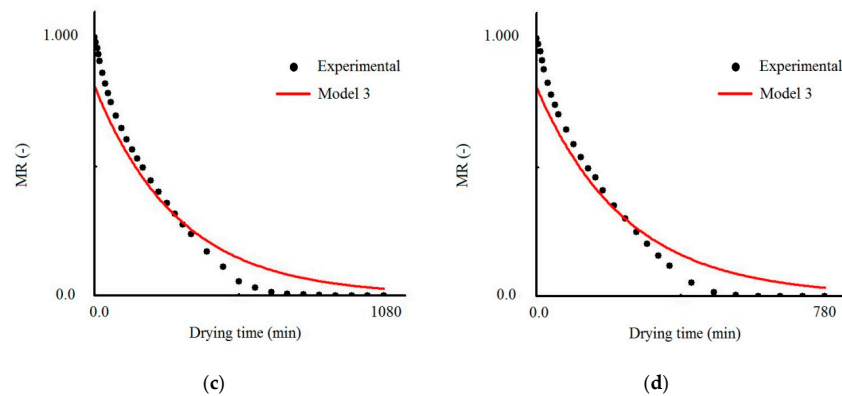 1.000
Experimental
Model 3
MR (-)
0.0
0.0
1080
Drying time (min)
(c)
1.000
Experimental
Model 3
MR (-)
0.0
0.0
780
Drying time (min)
(d)